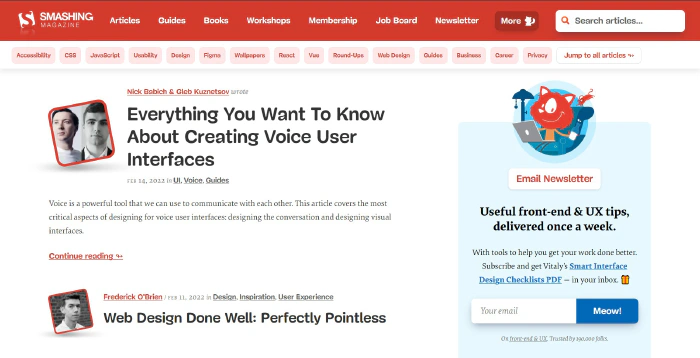 SMASHING
MAGAZINE
Articles Guides Books Workshops Membership Job Board Newsletter More Search articles...
Accessibility CSS JavaScript Usability Design Figma Wallpapers React Vue Round-Ups Web Design Guides Business Career Privacy Jump to all articles ↬
Nick Babich & Gleb Kuznetsov wrote
Everything You Want To Know
About Creating Voice User
Interfaces
FEB 14, 2022 in UI, Voice, Guides
Voice is a powerful tool that we can use to communicate with each other. This article covers the most
critical aspects of designing for voice user interfaces: designing the conversation and designing visual
interfaces.
Continue reading ↬
Frederick O'Brien / FEB 11, 2022 in Design, Inspiration, User Experience
Web Design Done Well: Perfectly Pointless
Email Newsletter
Useful front-end & UX tips,
delivered once a week.
With tools to help you get your work done better.
Subscribe and get Vitaly's Smart Interface
Design Checklists PDF — in your inbox. 🎁
Your email Meow!
On front-end & UX. Trusted by 190,000 folks.